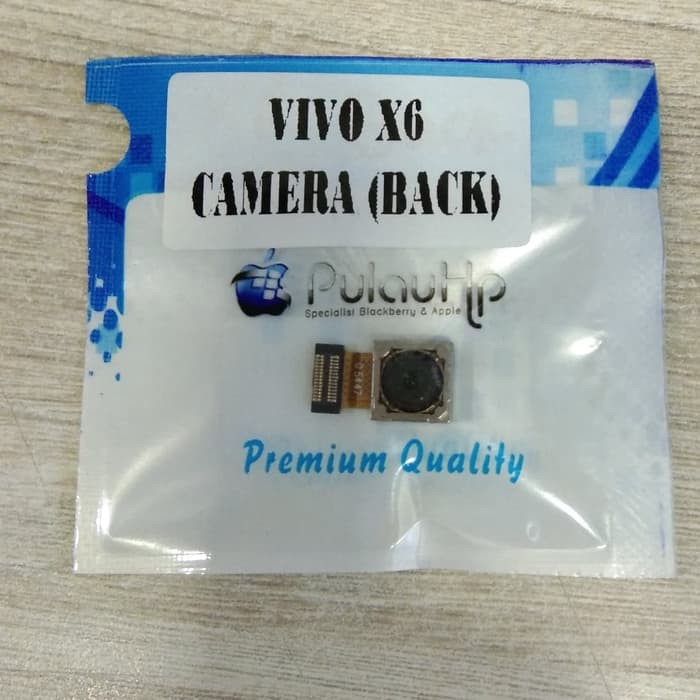 VIVO X6
CAMERA (BACK)
PulauHp
Specialist Blackberry & Apple
Premium Quality